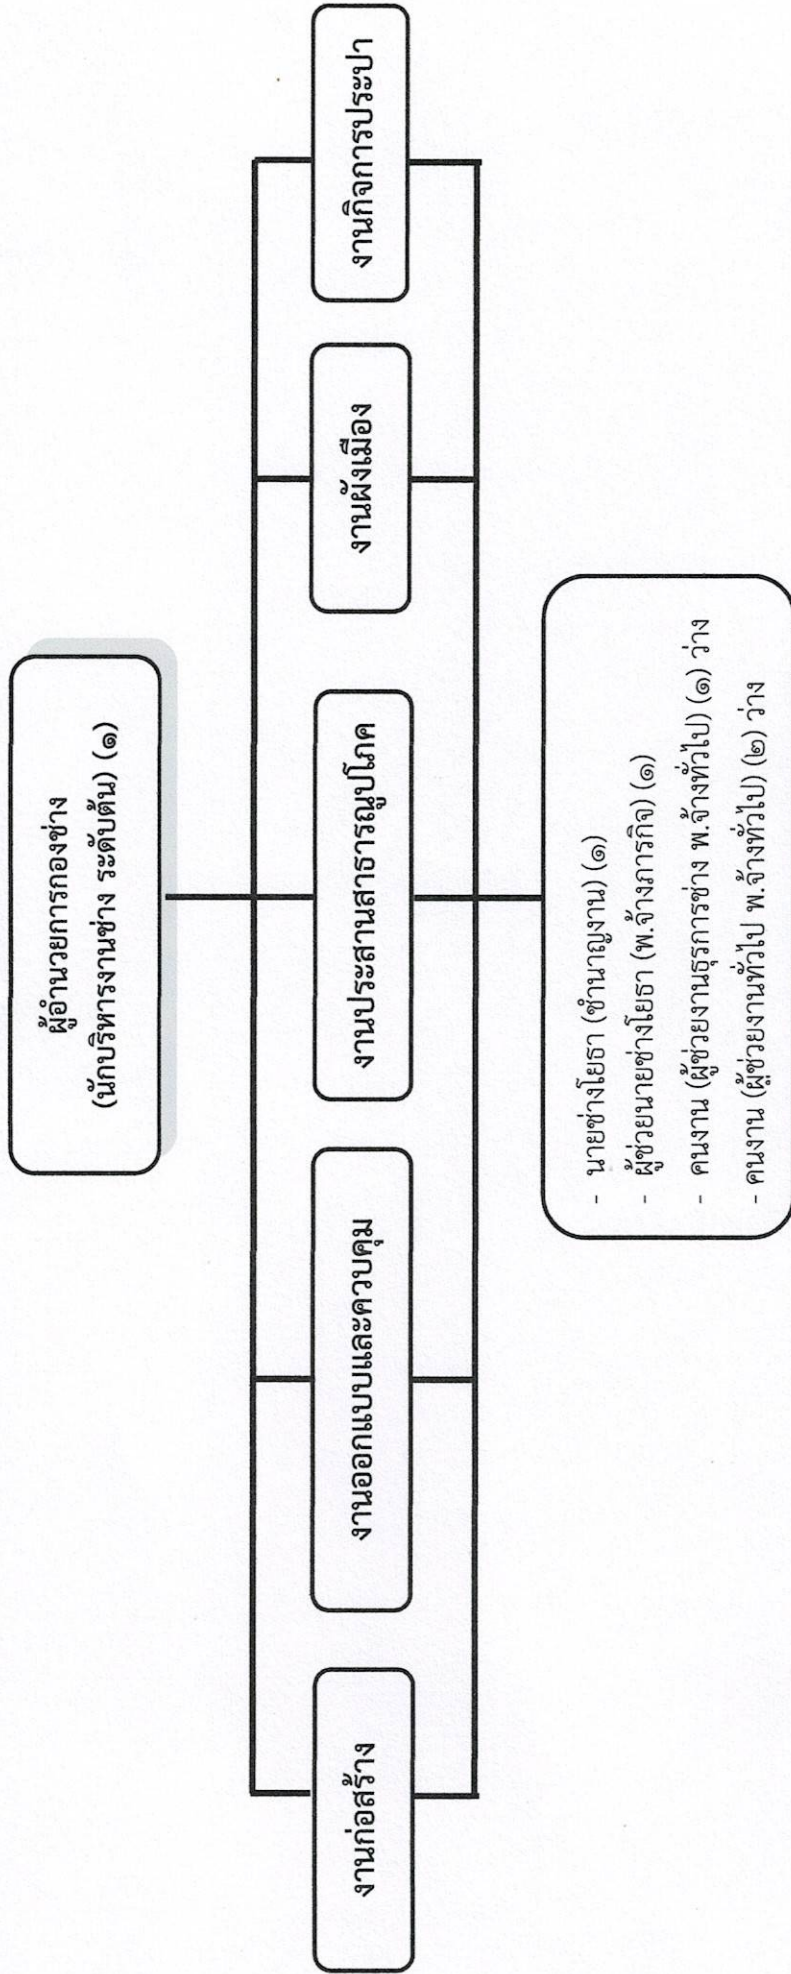 ผู้อำนวยการกองช่าง
(นักบริหารงานช่าง ระดับต้น) (๑)
งานก่อสร้าง
งานออกแบบและควบคุม
งานประสานสาธารณูปโภค
งานผังเมือง
งานกิจการประปา
- นายช่างโยธา (ชำนาญงาน) (๑)
- ผู้ช่วยนายช่างโยธา (พ.จ้างภารกิจ) (๑)
- คนงาน (ผู้ช่วยงานธุรการช่าง พ.จ้างทั่วไป) (๑) ว่าง
- คนงาน (ผู้ช่วยงานทั่วไป พ.จ้างทั่วไป) (๒) ว่าง